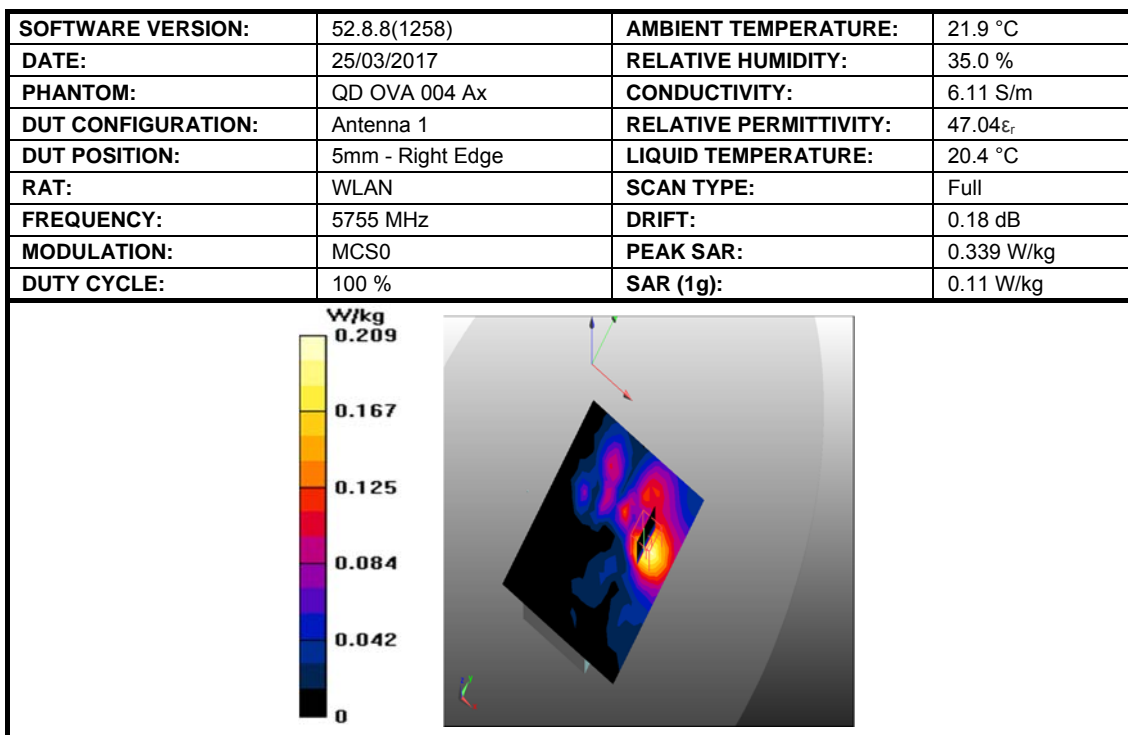 SOFTWARE VERSION: 52.8.8(1258) AMBIENT TEMPERATURE: 21.9 °C
DATE: 25/03/2017 RELATIVE HUMIDITY: 35.0 %
PHANTOM: QD OVA 004 Ax CONDUCTIVITY: 6.11 S/m
DUT CONFIGURATION: Antenna 1 RELATIVE PERMITTIVITY: 47.04εr
DUT POSITION: 5mm - Right Edge LIQUID TEMPERATURE: 20.4 °C
RAT: WLAN SCAN TYPE: Full
FREQUENCY: 5755 MHz DRIFT: 0.18 dB
MODULATION: MCS0 PEAK SAR: 0.339 W/kg
DUTY CYCLE: 100 % SAR (1g): 0.11 W/kg
W/kg
0.209
0.167
0.125
0.084
0.042
0